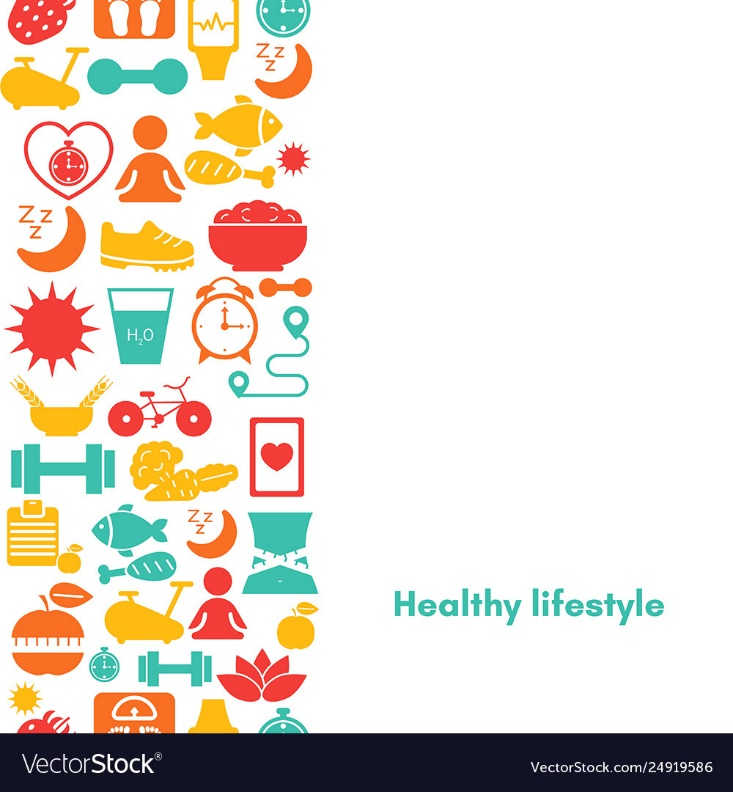 Z Z
Z
Z Z
Z
H2O
Z Z
Z
Healthy lifestyle
VectorStock®
VectorStock.com/24919586